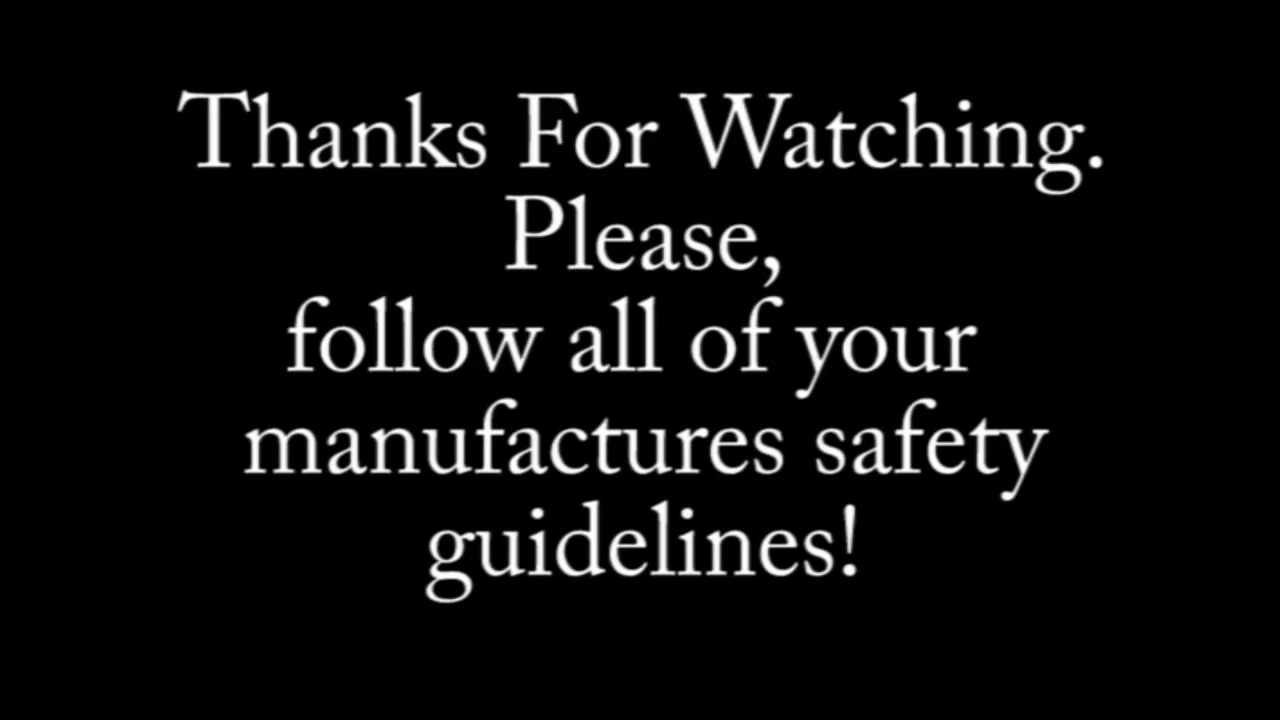 Thanks For Watching.
Please,
follow all of your
manufactures safety
guidelines!